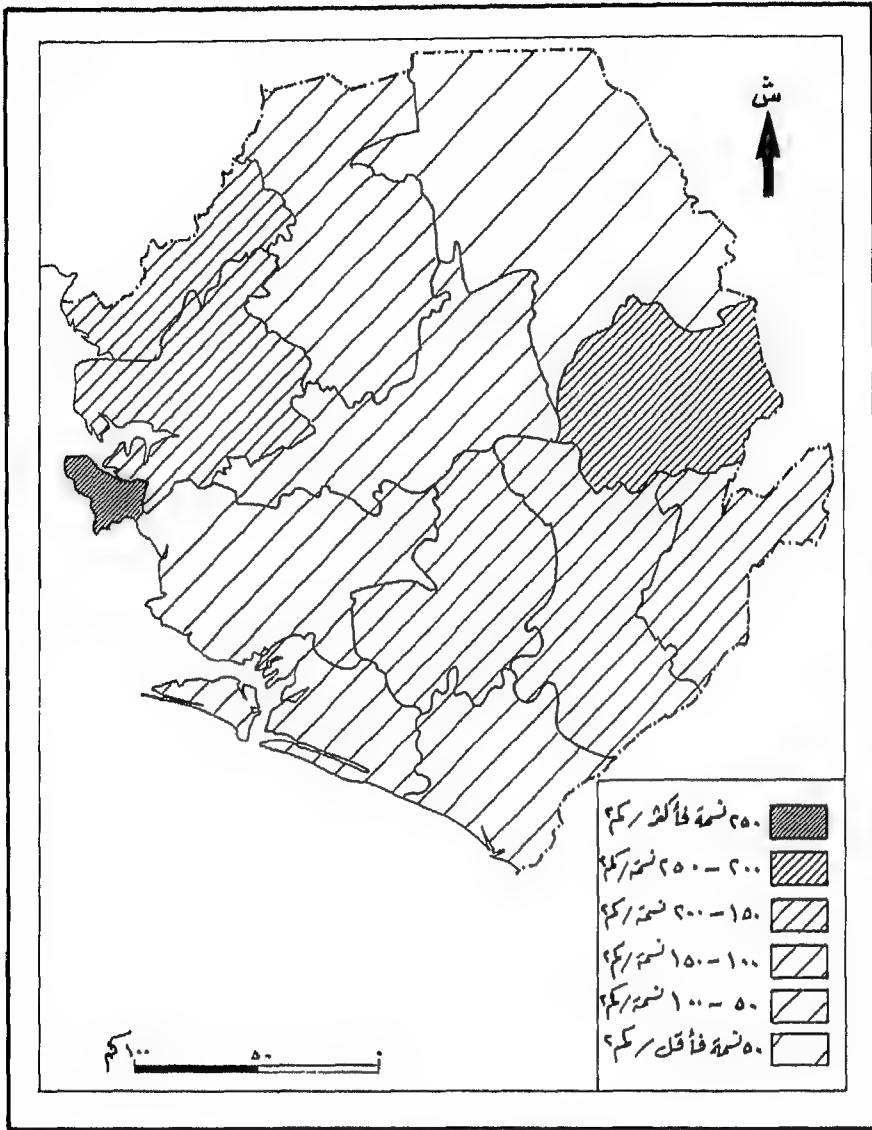 ش
٢٥٠ نسمة فأكثر / كم٢
٢٠٠ – ٢٥٠ نسمة / كم٢
١٥٠ – ٢٠٠ نسمة / كم٢
١٠٠ – ١٥٠ نسمة / كم٢
٥٠ – ١٠٠ نسمة / كم٢
٥٠ نسمة فأقل / كم٢
٠ ٥٠ ١٠٠ كم